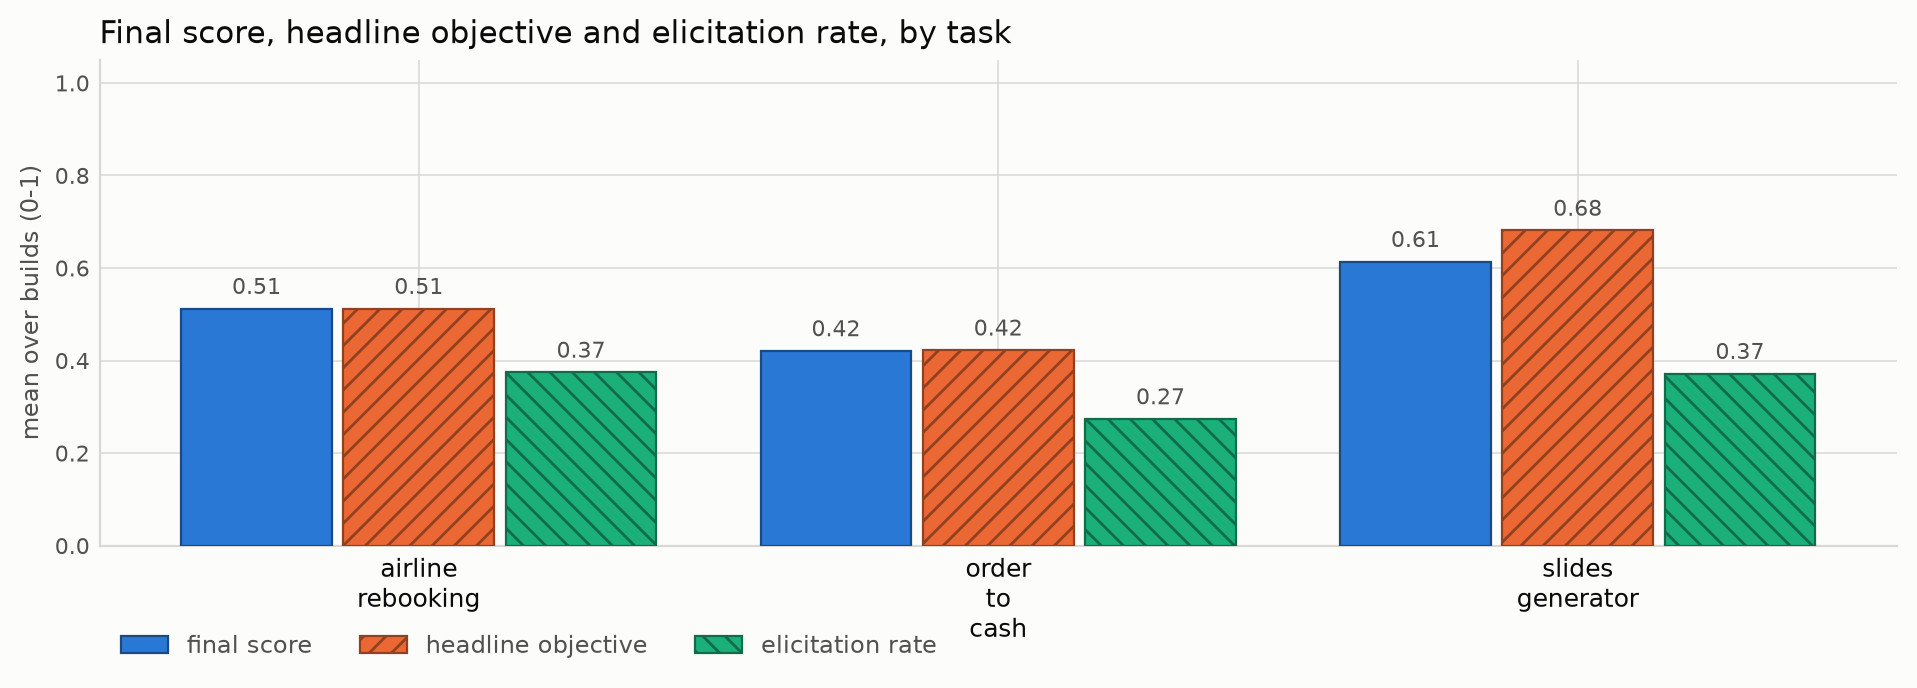 Final score, headline objective and elicitation rate, by task
mean over builds (0-1)
1.0
0.8
0.6
0.4
0.2
0.0
0.51
0.51
0.37
0.42
0.42
0.27
0.61
0.68
0.37
airline
rebooking
order
to
cash
slides
generator
final score
headline objective
elicitation rate